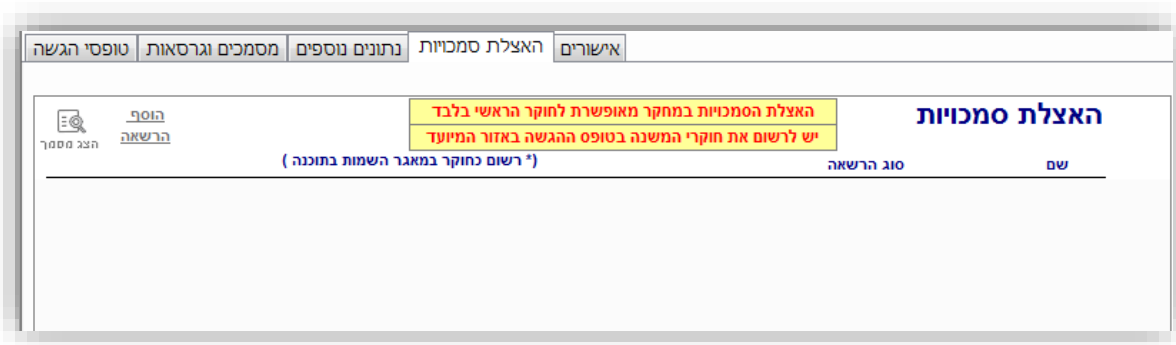 אישורים האצלת סמכויות נתונים נוספים מסמכים וגרסאות טופסי הגשה
האצלת סמכויות
האצלת הסמכויות במחקר מאופשרת לחוקר הראשי בלבד
יש לרשום את חוקרי המשנה בטופס ההגשה באזור המיועד
הוסף
הרשאה
הצג מסמך
שם סוג הרשאה (* רשום כחוקר במאגר השמות בתוכנה )